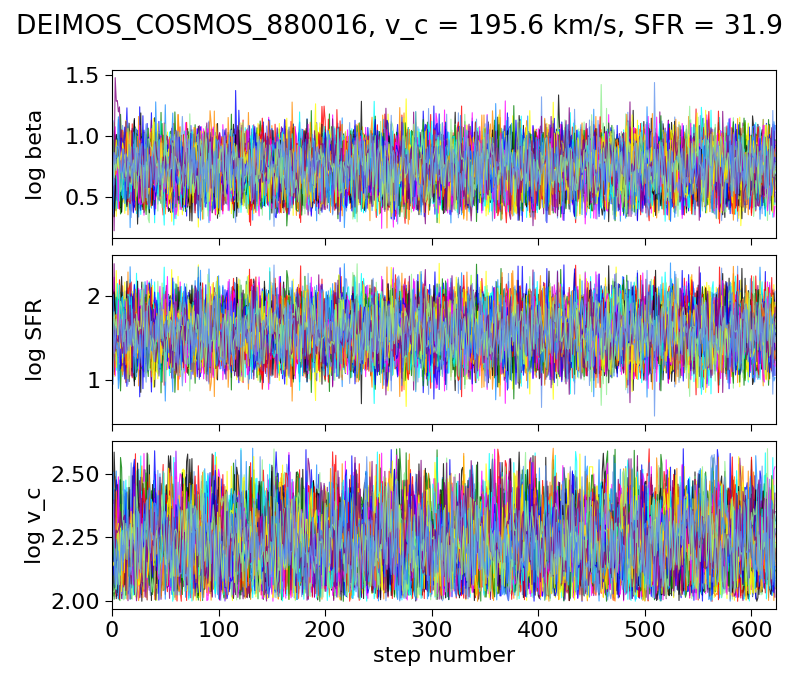 DEIMOS_COSMOS_880016, v_c = 195.6 km/s, SFR = 31.9
1.5
1.0
0.5
log beta
2
1
log SFR
2.50
2.25
2.00
log v_c
0 100 200 300 400 500 600
step number